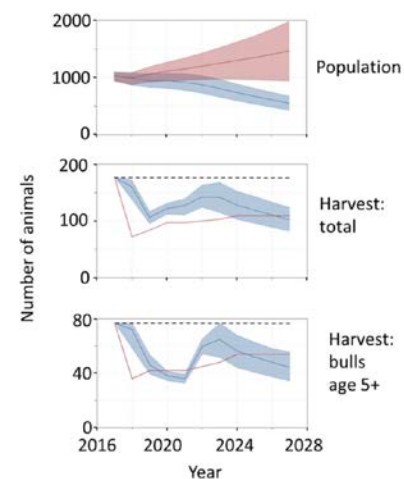 2000
1000
0
Population
200
100
0
Harvest:
total
Number of animals
80
40
0
Harvest:
bulls
age 5+
2016 2020 2024 2028
Year